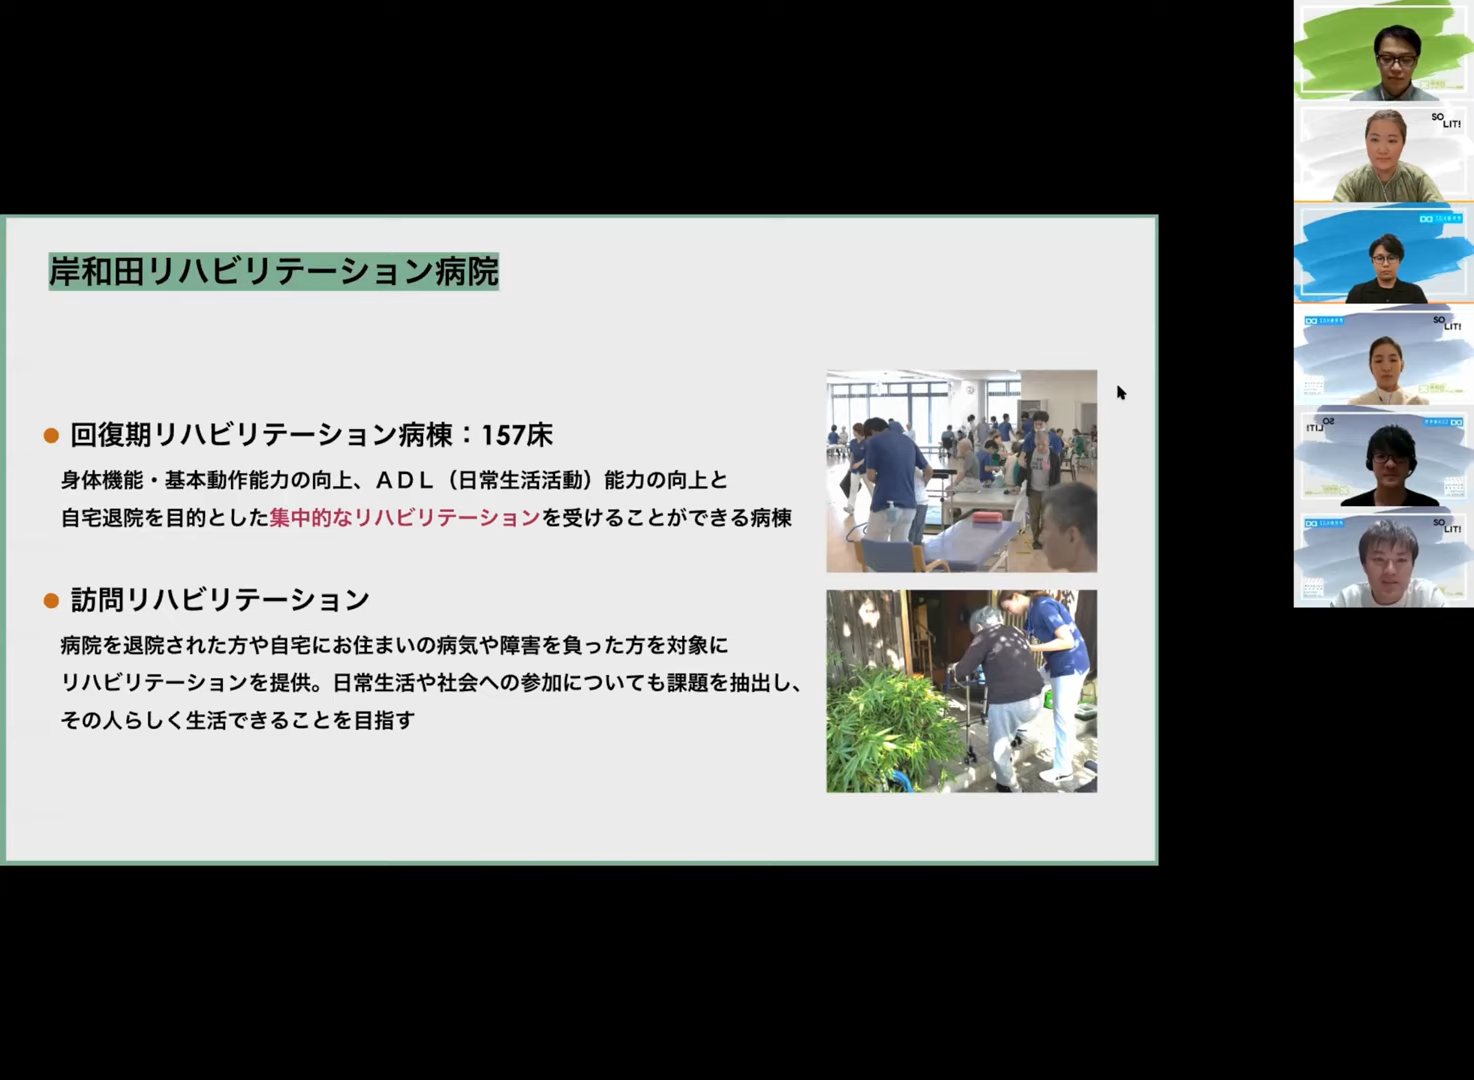 岸和田リハビリテーション病院
回復期リハビリテーション病棟：157床
身体機能・基本動作能力の向上、ＡＤＬ（日常生活活動）能力の向上と
自宅退院を目的とした集中的なリハビリテーションを受けることができる病棟
訪問リハビリテーション
病院を退院された方や自宅にお住まいの病気や障害を負った方を対象に
リハビリテーションを提供。日常生活や社会への参加についても課題を抽出し、
その人らしく生活できることを目指す
SO
LIT!
SO
LIT!
SO
LIT!
SO
LIT!